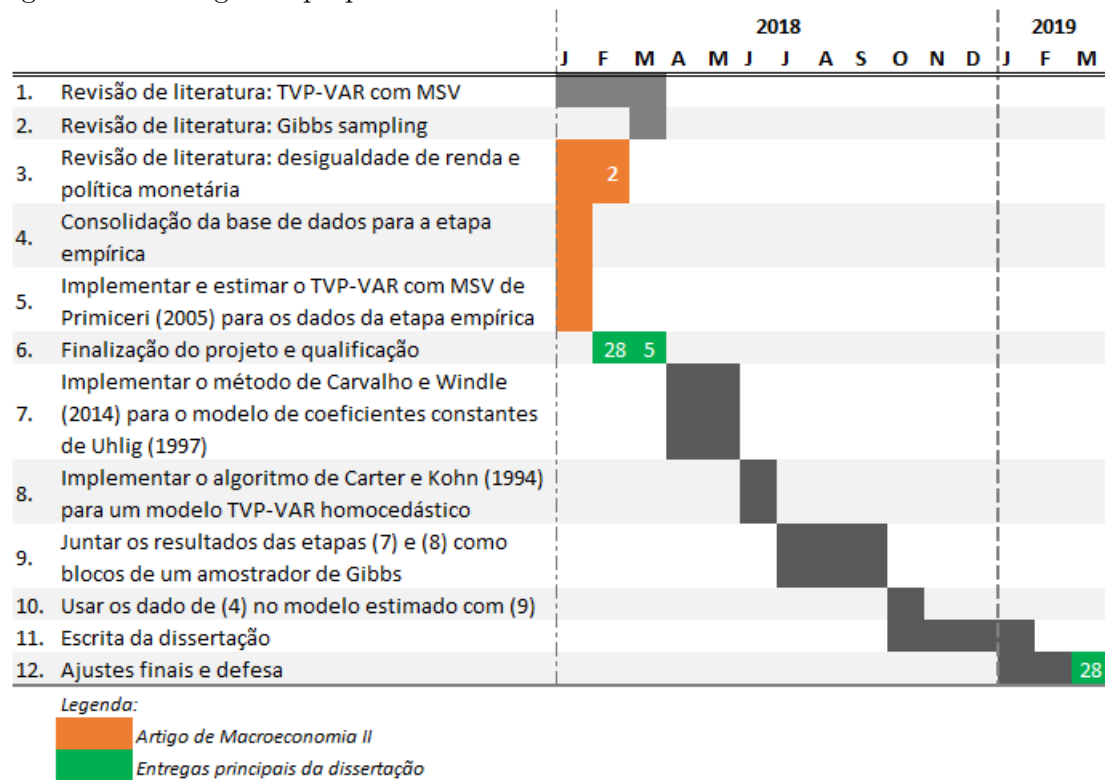 2018 2019
J F M A M J J A S O N D J F M
1. Revisão de literatura: TVP-VAR com MSV
2. Revisão de literatura: Gibbs sampling
3. Revisão de literatura: desigualdade de renda e
política monetária
2
4. Consolidação da base de dados para a etapa
empírica
5. Implementar e estimar o TVP-VAR com MSV de
Primiceri (2005) para os dados da etapa empírica
6. Finalização do projeto e qualificação 28 5
7. Implementar o método de Carvalho e Windle
(2014) para o modelo de coeficientes constantes
de Uhlig (1997)
8. Implementar o algoritmo de Carter e Kohn (1994)
para um modelo TVP-VAR homocedástico
9. Juntar os resultados das etapas (7) e (8) como
blocos de um amostrador de Gibbs
10. Usar os dado de (4) no modelo estimado com (9)
11. Escrita da dissertação
12. Ajustes finais e defesa 28
Legenda:
Artigo de Macroeconomia II
Entregas principais da dissertação